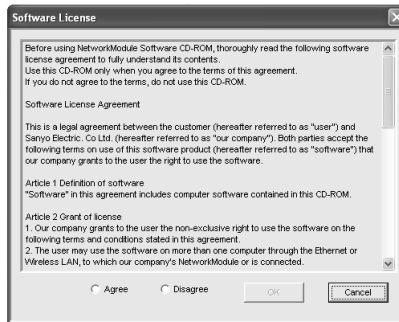 Software License
Before using NetworkModule Software CD-ROM, thoroughly read the following software
license agreement to fully understand its contents.
Use this CD-ROM only when you agree to the terms of this agreement.
If you do not agree to the terms, do not use this CD-ROM.
Software License Agreement
This is a legal agreement between the customer (hereafter referred to as "user") and
Sanyo Electric. Co Ltd. (hereafter referred to as "our company"). Both parties accept the
following terms on use of this software product (hereafter referred to as "software") that
our company grants to the user the right to use the software.
Article 1 Definition of software
"Software" in this agreement includes computer software contained in this CD-ROM.
Article 2 Grant of license
1. Our company grants to the user the non-exclusive right to use the software on the
following terms and conditions stated in this agreement.
2. The user may use the software on more than one computer through the Ethernet or
Wireless LAN, to which our company's NetworkModule or is connected.
Agree Disagree OK Cancel